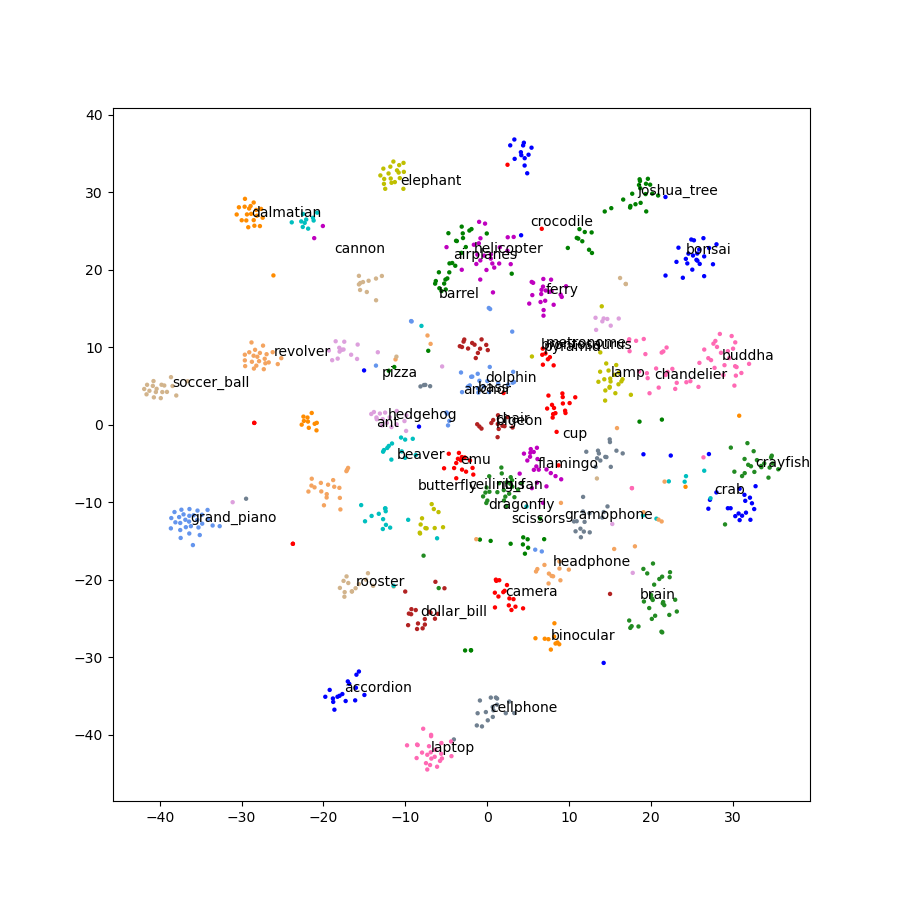 40
30
20
10
0
−10
−20
−30
−40
elephant
joshua_tree
dalmatian
crocodile
cannon
helicopter
airplanes
bonsai
barrel
ferry
metronome
pyramid
revolver
buddha
soccer_ball
pizza
dolphin
lamp
chandelier
bass
hedgehog
ant
chair
pigeon
cup
beaver
emu
flamingo
crayfish
butterfly
ceiling_fan
crab
dragonfly
grand_piano
scissors
gramophone
headphone
rooster
camera
brain
dollar_bill
binocular
accordion
cellphone
laptop
−40
−30
−20
−10
0
10
20
30